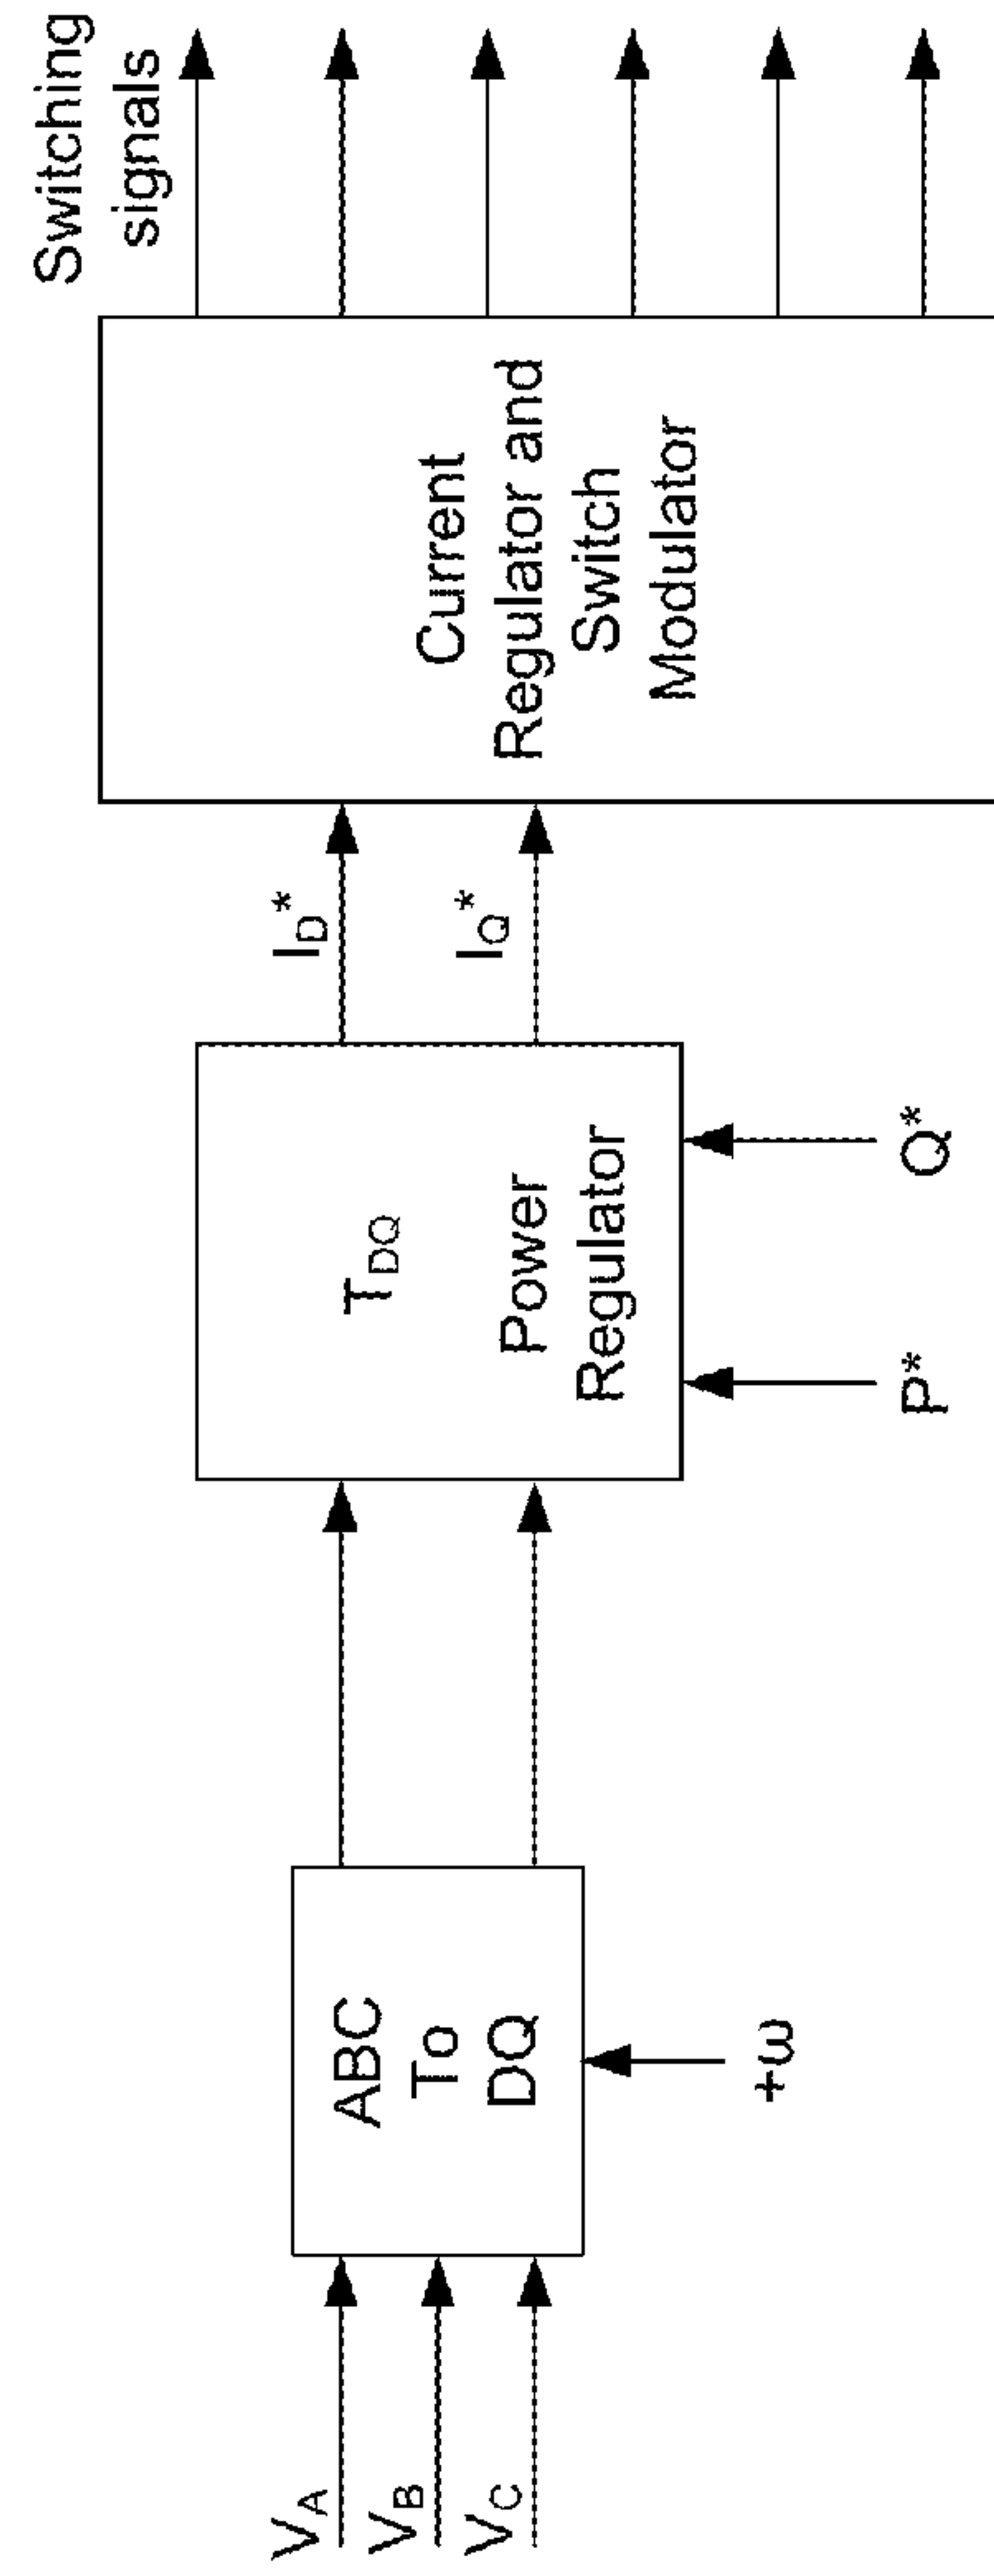 V_A
V_B
V_C
ABC
To
DQ
+ω
T_DQ
Power
Regulator
P*
Q*
I_D*
I_Q*
Current
Regulator and
Switch
Modulator
Switching
signals